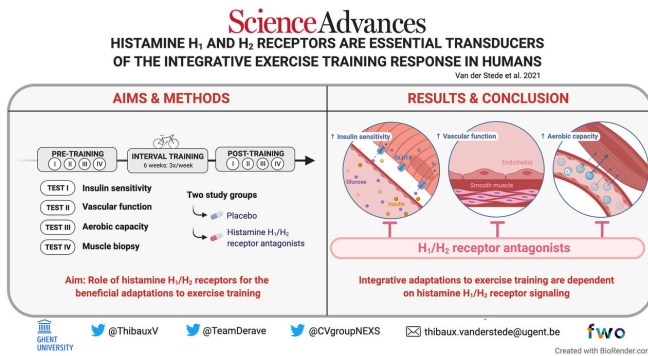 Science Advances
HISTAMINE H₁ AND H₂ RECEPTORS ARE ESSENTIAL TRANSDUCERS
OF THE INTEGRATIVE EXERCISE TRAINING RESPONSE IN HUMANS
Van der Stede et al. 2021
AIMS & METHODS
PRE-TRAINING
I II III IV
INTERVAL TRAINING
6 weeks: 3x/week
POST-TRAINING
I II III IV
TEST I Insulin sensitivity
TEST II Vascular function
TEST III Aerobic capacity
TEST IV Muscle biopsy
Two study groups
Placebo
Histamine H1/H2
receptor antagonists
Aim: Role of histamine H₁/H₂ receptors for the
beneficial adaptations to exercise training
RESULTS & CONCLUSION
↑ Insulin sensitivity
GLUT4
Glucose
Insulin
↑ Vascular function
Endothelial
Smooth muscle
↑ Aerobic capacity
O₂
H₁/H₂ receptor antagonists
Integrative adaptations to exercise training are dependent
on histamine H₁/H₂ receptor signaling
GHENT
UNIVERSITY
@ThibauxV
@TeamDerave
@CVgroupNEXS
thibaux.vanderstede@ugent.be
fwo
Created with BioRender.com